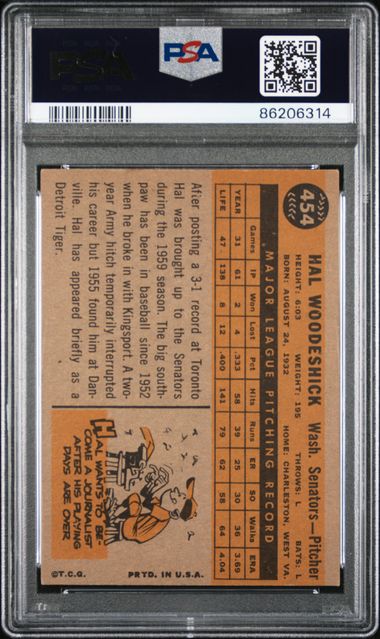 PSA
PSA
86206314
454
HAL WOODESHICK Wash. Senators—Pitcher
HEIGHT: 6:03 WEIGHT: 195 THROWS: L BATS: L
BORN: AUGUST 24, 1932 HOME: CHARLESTON, WEST VA.
MAJOR LEAGUE PITCHING RECORD
Games IP Won Lost Pct Hits Runs ER SO Walks ERA
YEAR 31 61 2 4 .333 58 39 25 30 36 3.69
LIFE 47 138 8 12 .400 141 79 62 58 64 4.04
After posting a 3-1 record at Toronto
Hal was brought up to the Senators
during the 1959 season. The big south-
paw has been in baseball since 1952
when he broke in with Kingsport. A two-
year Army hitch temporarily interrupted
his career but 1955 found him at Dan-
ville. Hal has appeared briefly as a
Detroit Tiger.
HAL WANTS TO BE-
COME A JOURNALIST
AFTER HIS PLAYING
DAYS ARE OVER
©T.C.G. PRTD. IN U.S.A.